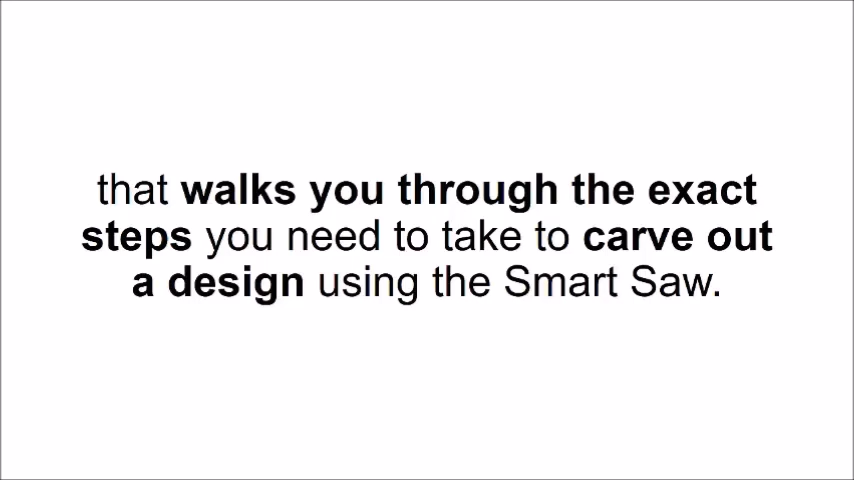 that walks you through the exact
steps you need to take to carve out
a design using the Smart Saw.